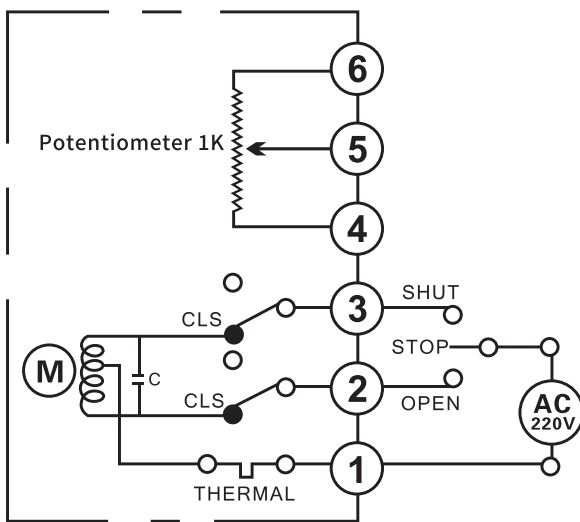 6
Potentiometer 1K
5
4
CLS
3
SHUT
STOP
M
C
CLS
2
OPEN
AC
220V
1
THERMAL